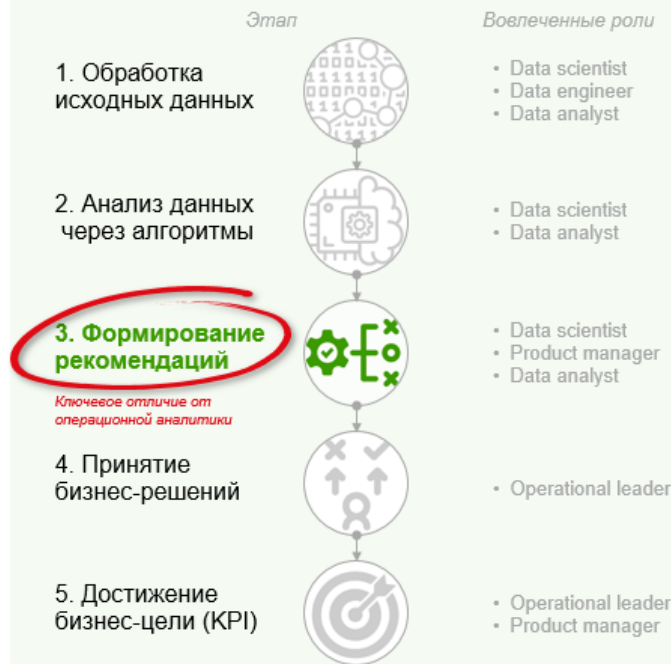 Этап
Вовлеченные роли
1. Обработка
исходных данных
• Data scientist
• Data engineer
• Data analyst
2. Анализ данных
через алгоритмы
• Data scientist
• Data analyst
3. Формирование
рекомендаций
Ключевое отличие от
операционной аналитики
• Data scientist
• Product manager
• Data analyst
4. Принятие
бизнес-решений
• Operational leader
5. Достижение
бизнес-цели (KPI)
• Operational leader
• Product manager